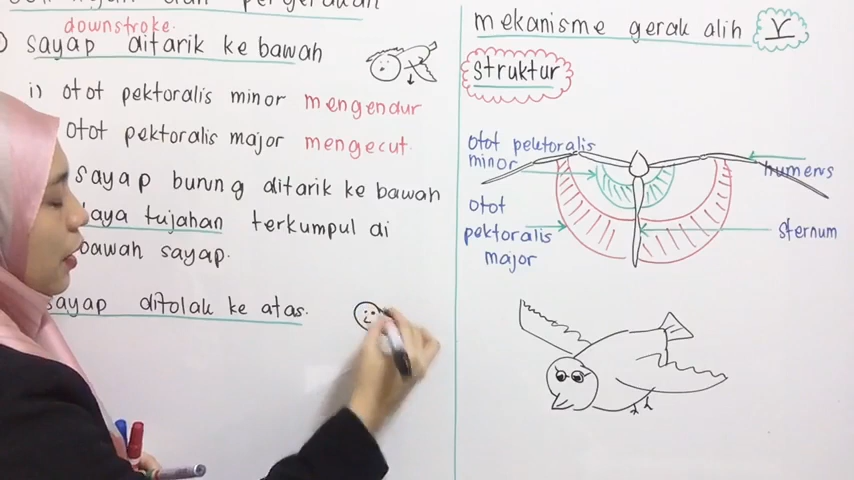 dan pergerakan
downstroke.
) sayap ditarik ke bawah
i) otot pektoralis minor mengendur
otot pektoralis major mengecut.
sayap burung ditarik ke bawah
daya tujahan terkumpul di
bawah sayap.
sayap ditolak ke atas.
mekanisme gerak alih
struktur
otot pektoralis
minor
humerus
otot
pektoralis
major
sternum